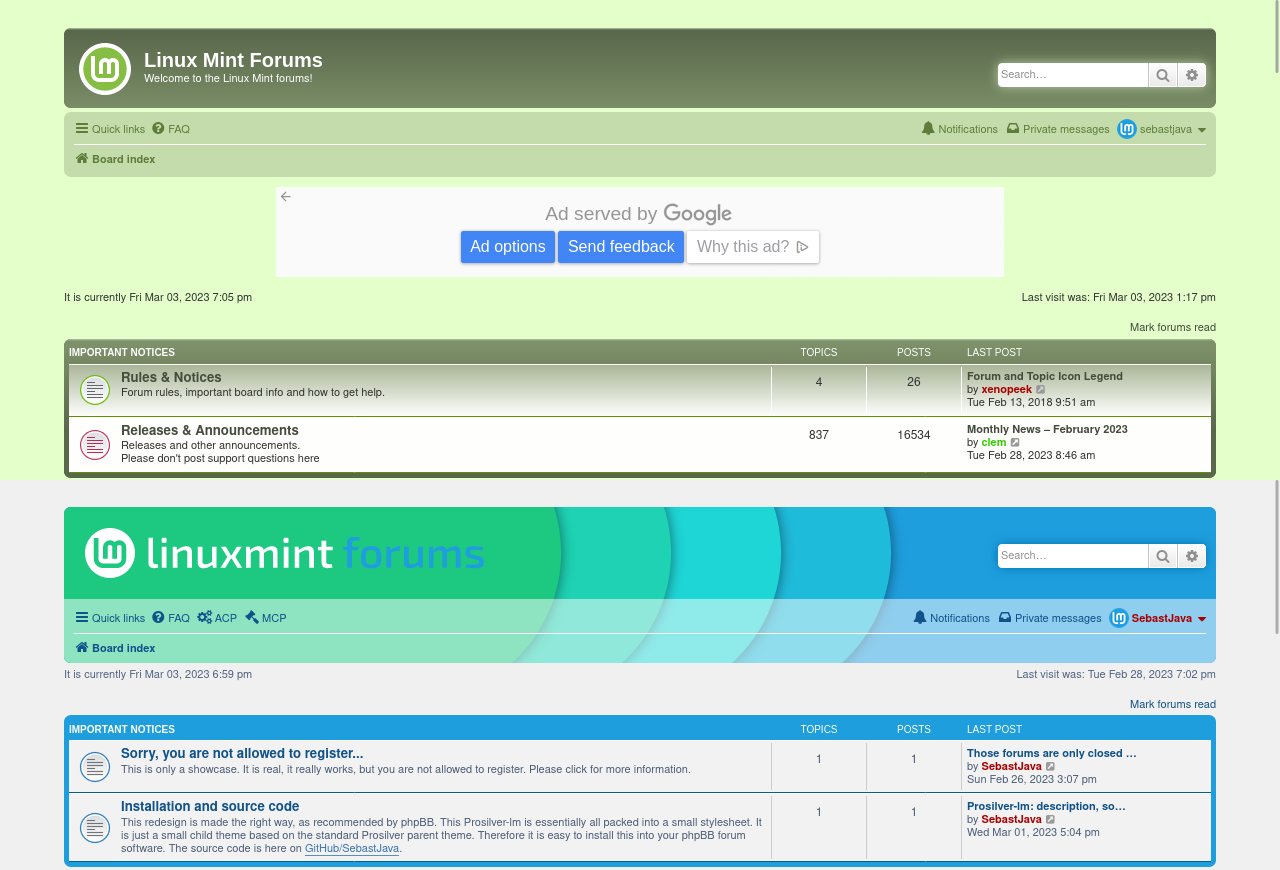 Linux Mint Forums
Welcome to the Linux Mint forums!
Search…
Quick links FAQ
Notifications Private messages sebastjava
Board index
Ad served by Google
Ad options Send feedback Why this ad?
It is currently Fri Mar 03, 2023 7:05 pm
Last visit was: Fri Mar 03, 2023 1:17 pm
Mark forums read
IMPORTANT NOTICES TOPICS POSTS LAST POST
Rules & Notices
Forum rules, important board info and how to get help.
4 26
Forum and Topic Icon Legend
by xenopeek
Tue Feb 13, 2018 9:51 am
Releases & Announcements
Releases and other announcements.
Please don't post support questions here
837 16534
Monthly News – February 2023
by clem
Tue Feb 28, 2023 8:46 am
linuxmint forums
Search…
Quick links FAQ ACP MCP
Notifications Private messages SebastJava
Board index
It is currently Fri Mar 03, 2023 6:59 pm
Last visit was: Tue Feb 28, 2023 7:02 pm
Mark forums read
IMPORTANT NOTICES TOPICS POSTS LAST POST
Sorry, you are not allowed to register...
This is only a showcase. It is real, it really works, but you are not allowed to register. Please click for more information.
1 1
Those forums are only closed …
by SebastJava
Sun Feb 26, 2023 3:07 pm
Installation and source code
This redesign is made the right way, as recommended by phpBB. This Prosilver-lm is essentially all packed into a small stylesheet. It
is just a small child theme based on the standard Prosilver parent theme. Therefore it is easy to install this into your phpBB forum
software. The source code is here on GitHub/SebastJava.
1 1
Prosilver-lm: description, so…
by SebastJava
Wed Mar 01, 2023 5:04 pm